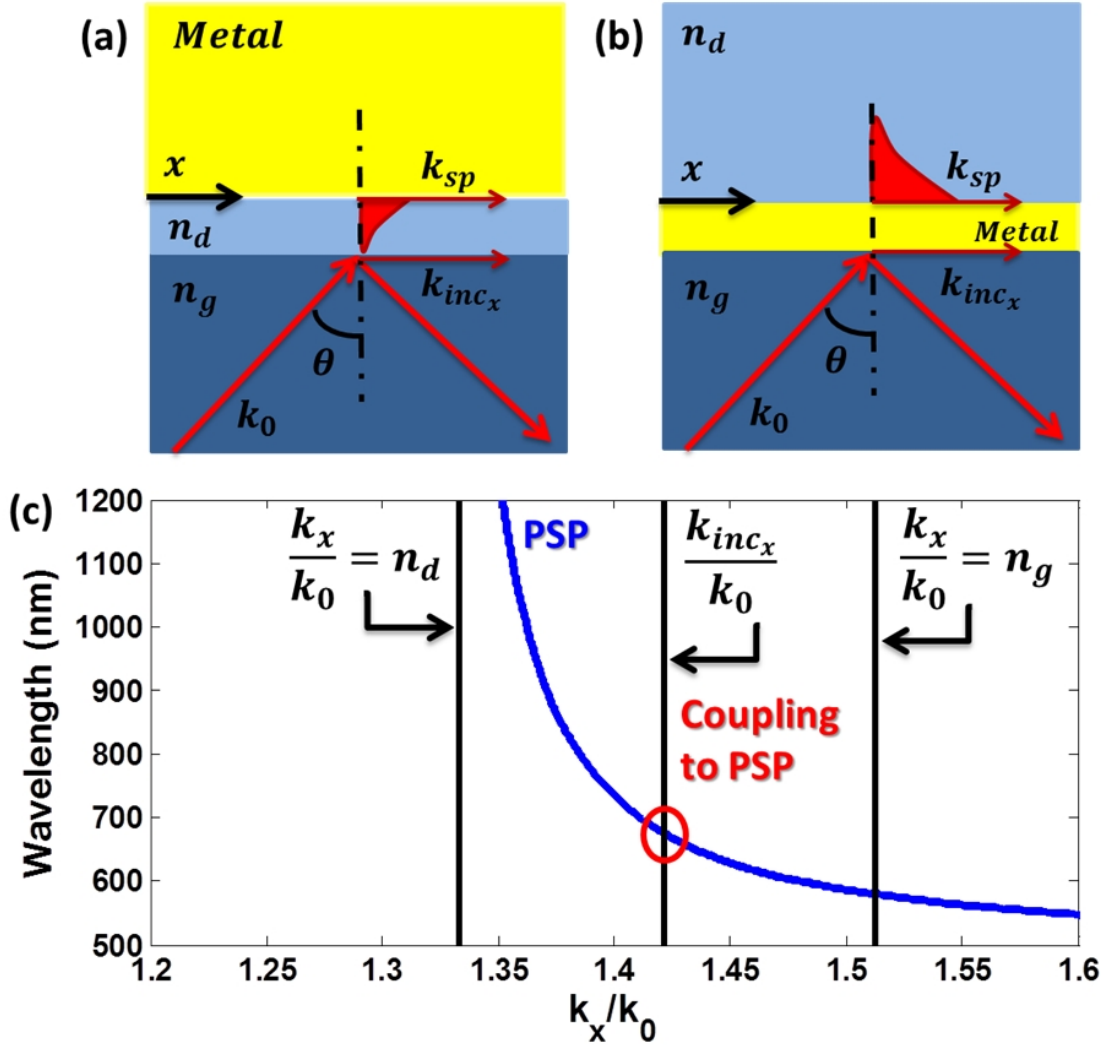 (a)
Metal
x
k_sp
n_d
n_g
k_inc_x
θ
k_0
(b)
n_d
x
k_sp
Metal
n_g
k_inc_x
θ
k_0
(c)
Wavelength (nm)
1200
1100
1000
900
800
700
600
500
k_x/k_0 = n_d
PSP
k_inc_x/k_0
k_x/k_0 = n_g
Coupling
to PSP
1.2 1.25 1.3 1.35 1.4 1.45 1.5 1.55 1.6
k_x/k_0